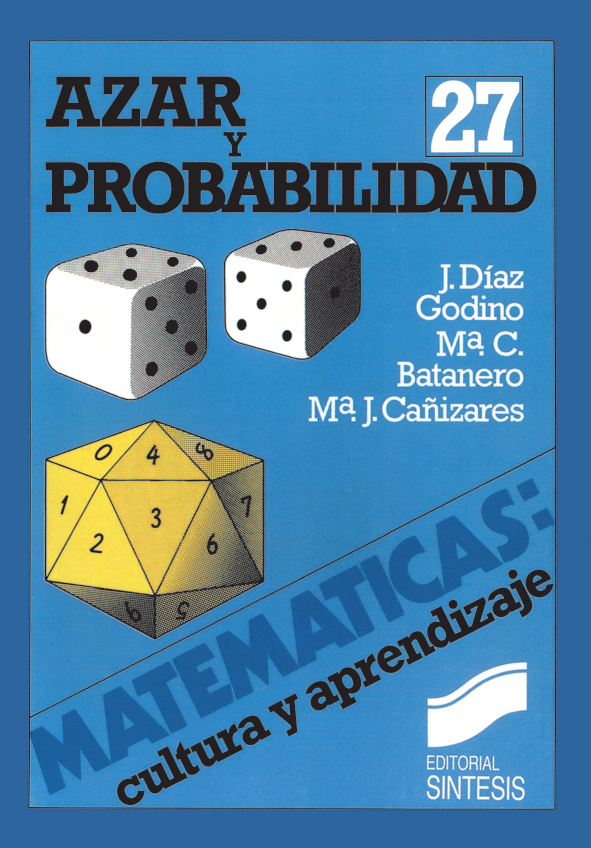 AZAR
Y
PROBABILIDAD
27
J. Díaz
Godino
Mª. C.
Batanero
Mª. J. Cañizares
0
4
8
1
3
7
2
6
9
5
MATEMATICAS:
cultura y aprendizaje
EDITORIAL
SINTESIS